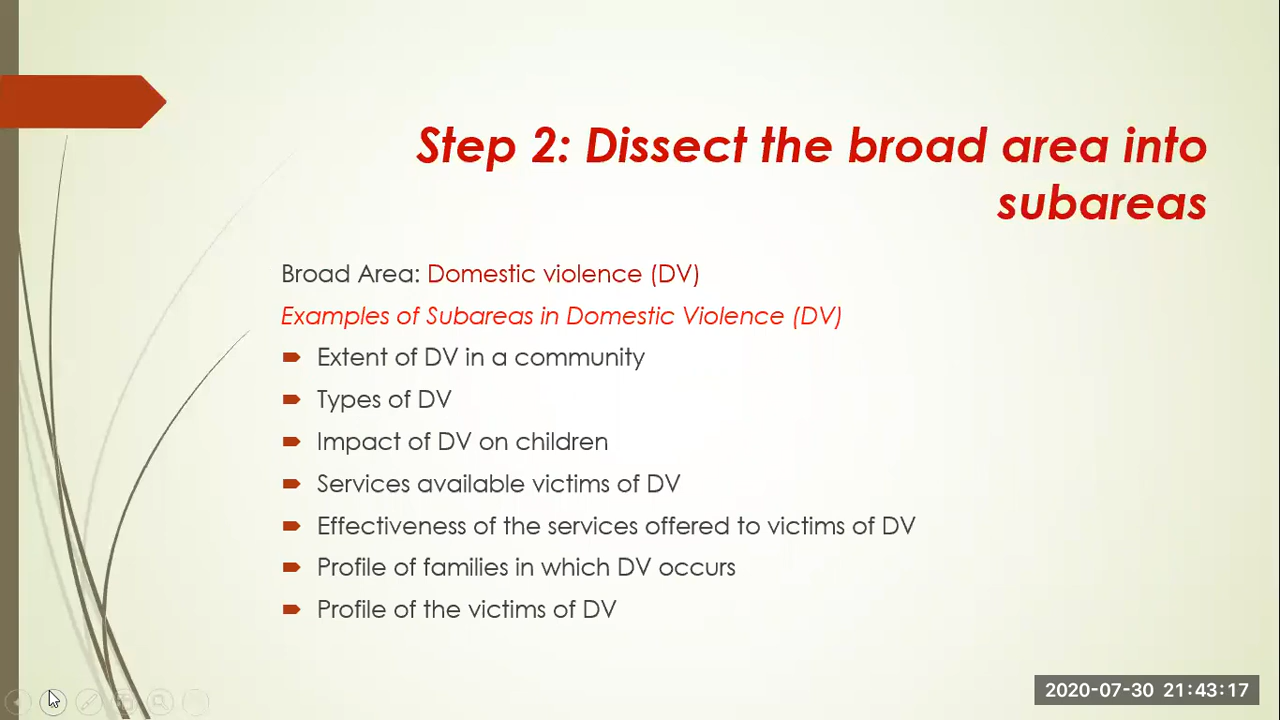 Step 2: Dissect the broad area into
subareas
Broad Area: Domestic violence (DV)
Examples of Subareas in Domestic Violence (DV)
Extent of DV in a community
Types of DV
Impact of DV on children
Services available victims of DV
Effectiveness of the services offered to victims of DV
Profile of families in which DV occurs
Profile of the victims of DV
2020-07-30 21:43:17